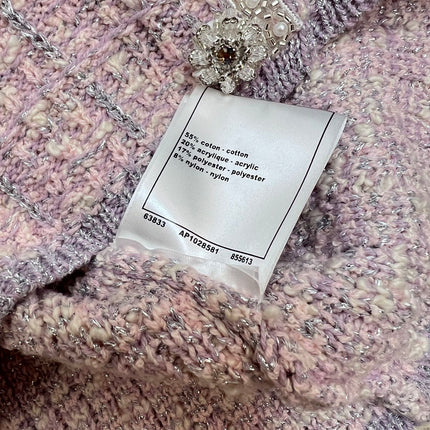 55% coton - cotton
20% acrylique - acrylic
17% polyester - polyester
8% nylon - nylon
63833 AP1028581 855613